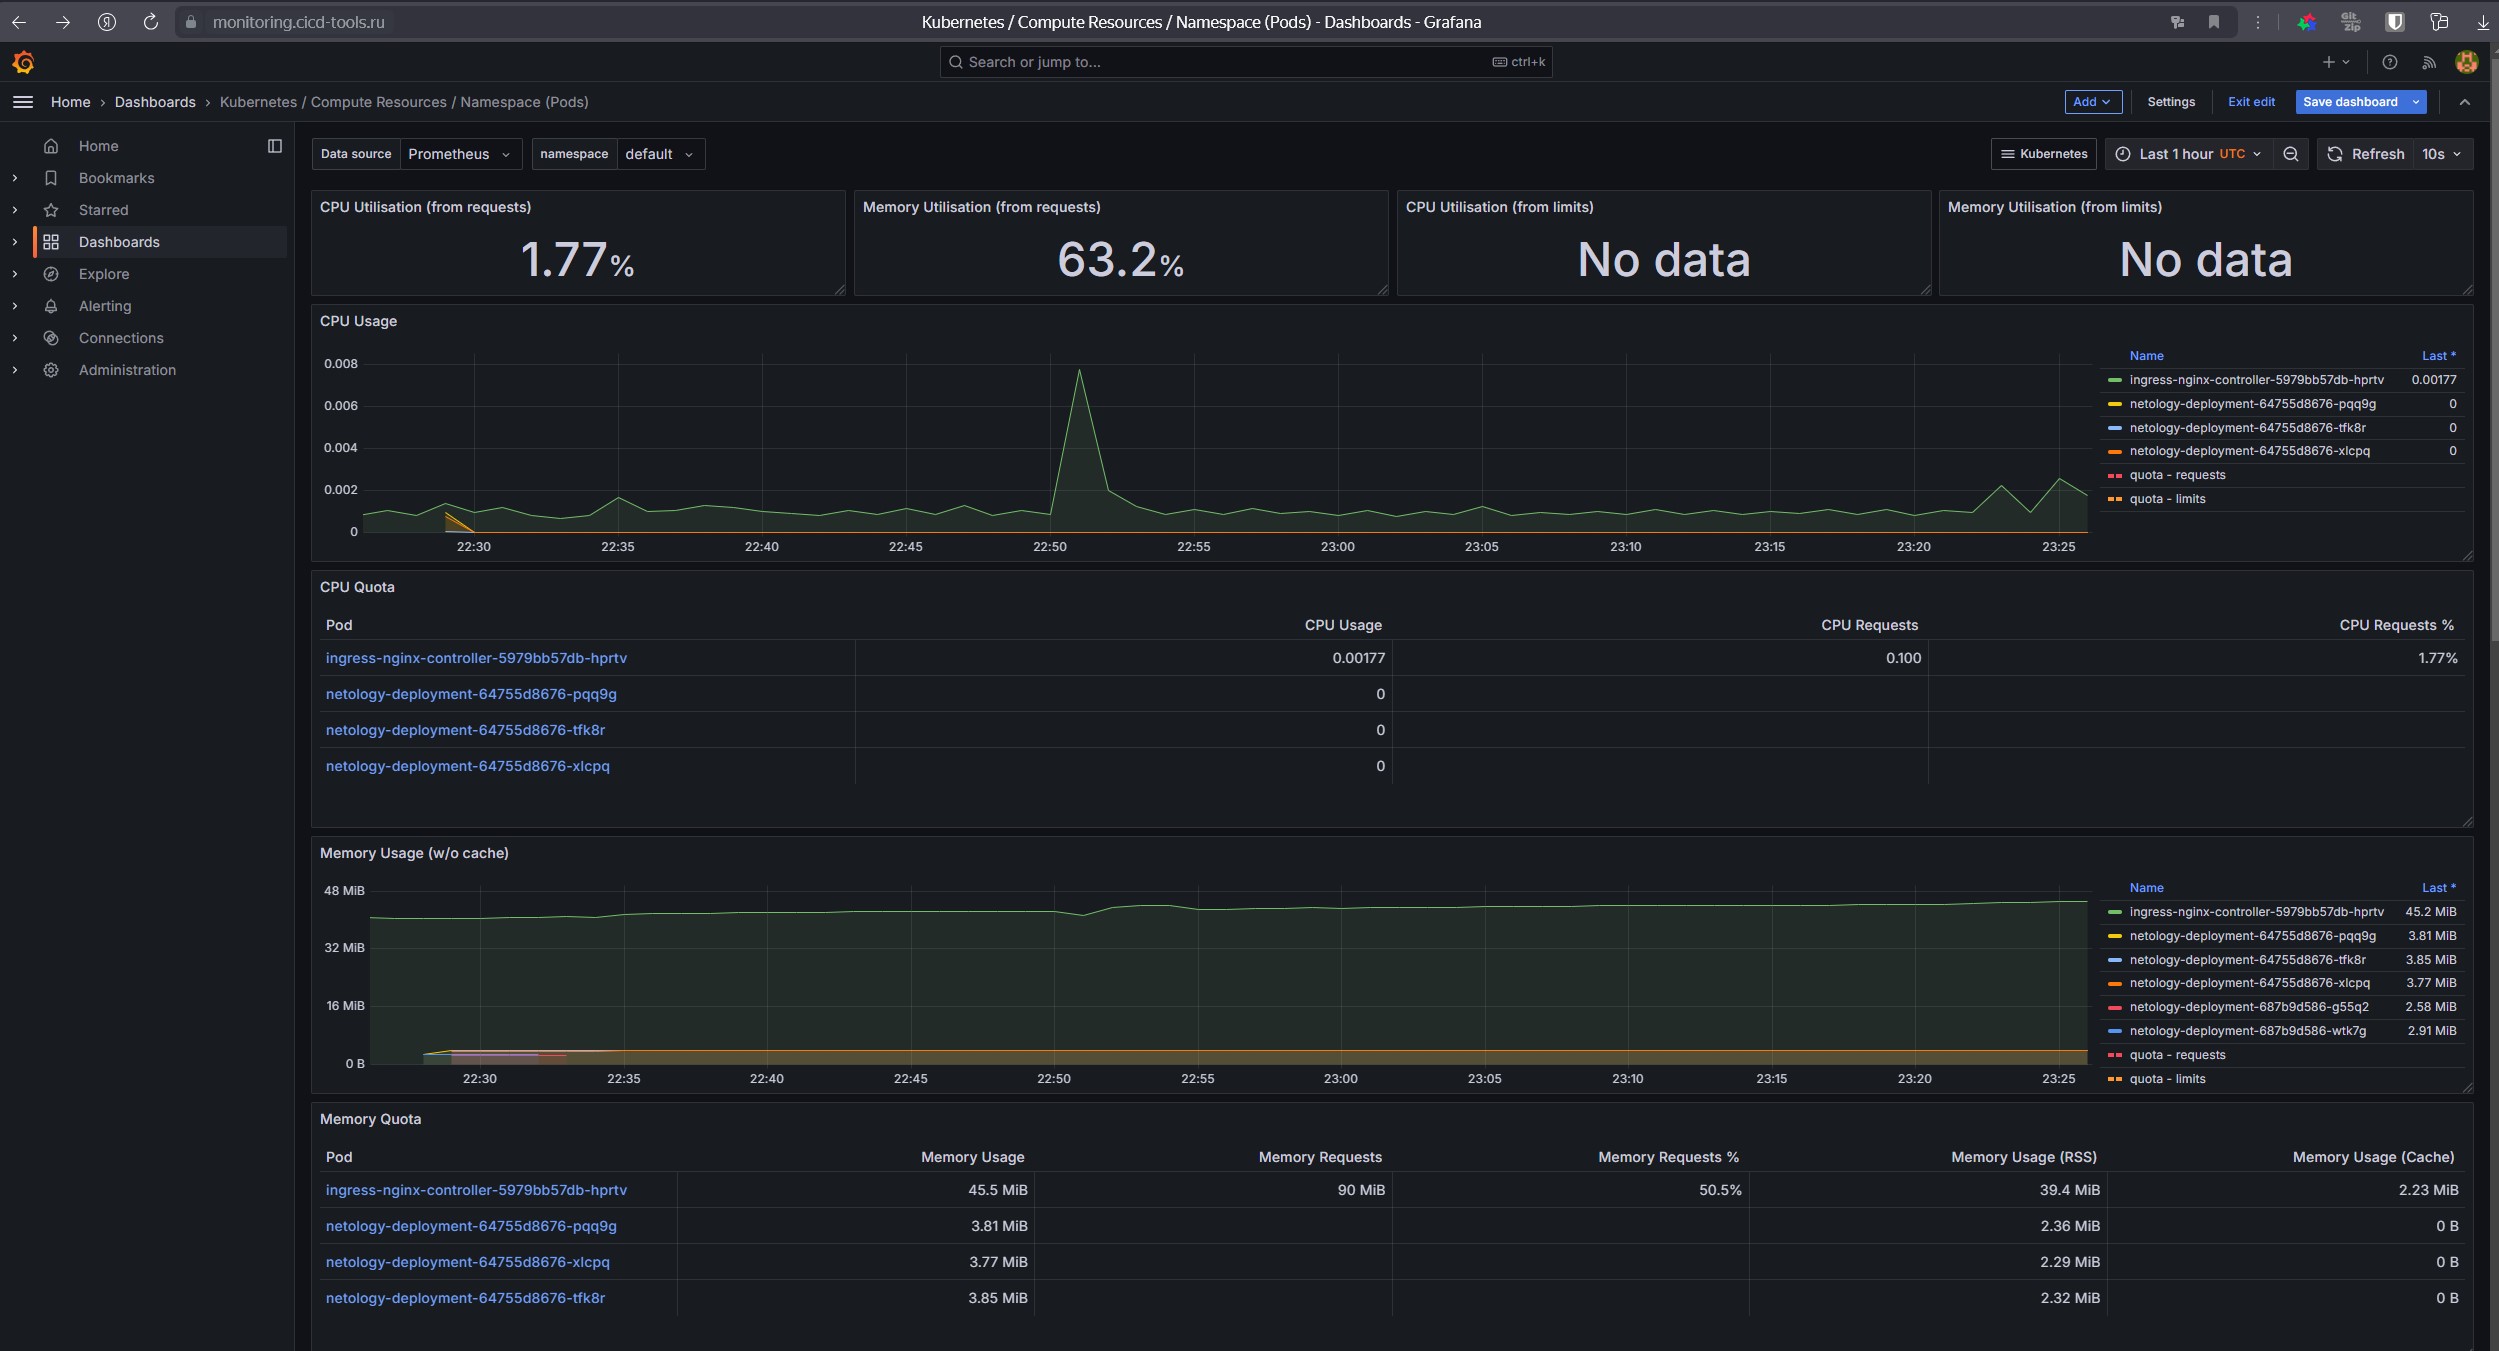 monitoring.cicd-tools.ru
Kubernetes / Compute Resources / Namespace (Pods) - Dashboards - Grafana
Search or jump to...
ctrl+k
Home › Dashboards › Kubernetes / Compute Resources / Namespace (Pods)
Add
Settings
Exit edit
Save dashboard
Home
Bookmarks
Starred
Dashboards
Explore
Alerting
Connections
Administration
Data source Prometheus
namespace default
Kubernetes
Last 1 hour UTC
Refresh 10s
CPU Utilisation (from requests)
1.77%
Memory Utilisation (from requests)
63.2%
CPU Utilisation (from limits)
No data
Memory Utilisation (from limits)
No data
CPU Usage
0.008
0.006
0.004
0.002
0
22:30 22:35 22:40 22:45 22:50 22:55 23:00 23:05 23:10 23:15 23:20 23:25
Name Last *
ingress-nginx-controller-5979bb57db-hprtv 0.00177
netology-deployment-64755d8676-pqq9g 0
netology-deployment-64755d8676-tfk8r 0
netology-deployment-64755d8676-xlcpq 0
quota - requests
quota - limits
CPU Quota
Pod CPU Usage CPU Requests CPU Requests %
ingress-nginx-controller-5979bb57db-hprtv 0.00177 0.100 1.77%
netology-deployment-64755d8676-pqq9g 0
netology-deployment-64755d8676-tfk8r 0
netology-deployment-64755d8676-xlcpq 0
Memory Usage (w/o cache)
48 MiB
32 MiB
16 MiB
0 B
22:30 22:35 22:40 22:45 22:50 22:55 23:00 23:05 23:10 23:15 23:20 23:25
Name Last *
ingress-nginx-controller-5979bb57db-hprtv 45.2 MiB
netology-deployment-64755d8676-pqq9g 3.81 MiB
netology-deployment-64755d8676-tfk8r 3.85 MiB
netology-deployment-64755d8676-xlcpq 3.77 MiB
netology-deployment-687b9d586-g55q2 2.58 MiB
netology-deployment-687b9d586-wtk7g 2.91 MiB
quota - requests
quota - limits
Memory Quota
Pod Memory Usage Memory Requests Memory Requests % Memory Usage (RSS) Memory Usage (Cache)
ingress-nginx-controller-5979bb57db-hprtv 45.5 MiB 90 MiB 50.5% 39.4 MiB 2.23 MiB
netology-deployment-64755d8676-pqq9g 3.81 MiB 2.36 MiB 0 B
netology-deployment-64755d8676-xlcpq 3.77 MiB 2.29 MiB 0 B
netology-deployment-64755d8676-tfk8r 3.85 MiB 2.32 MiB 0 B